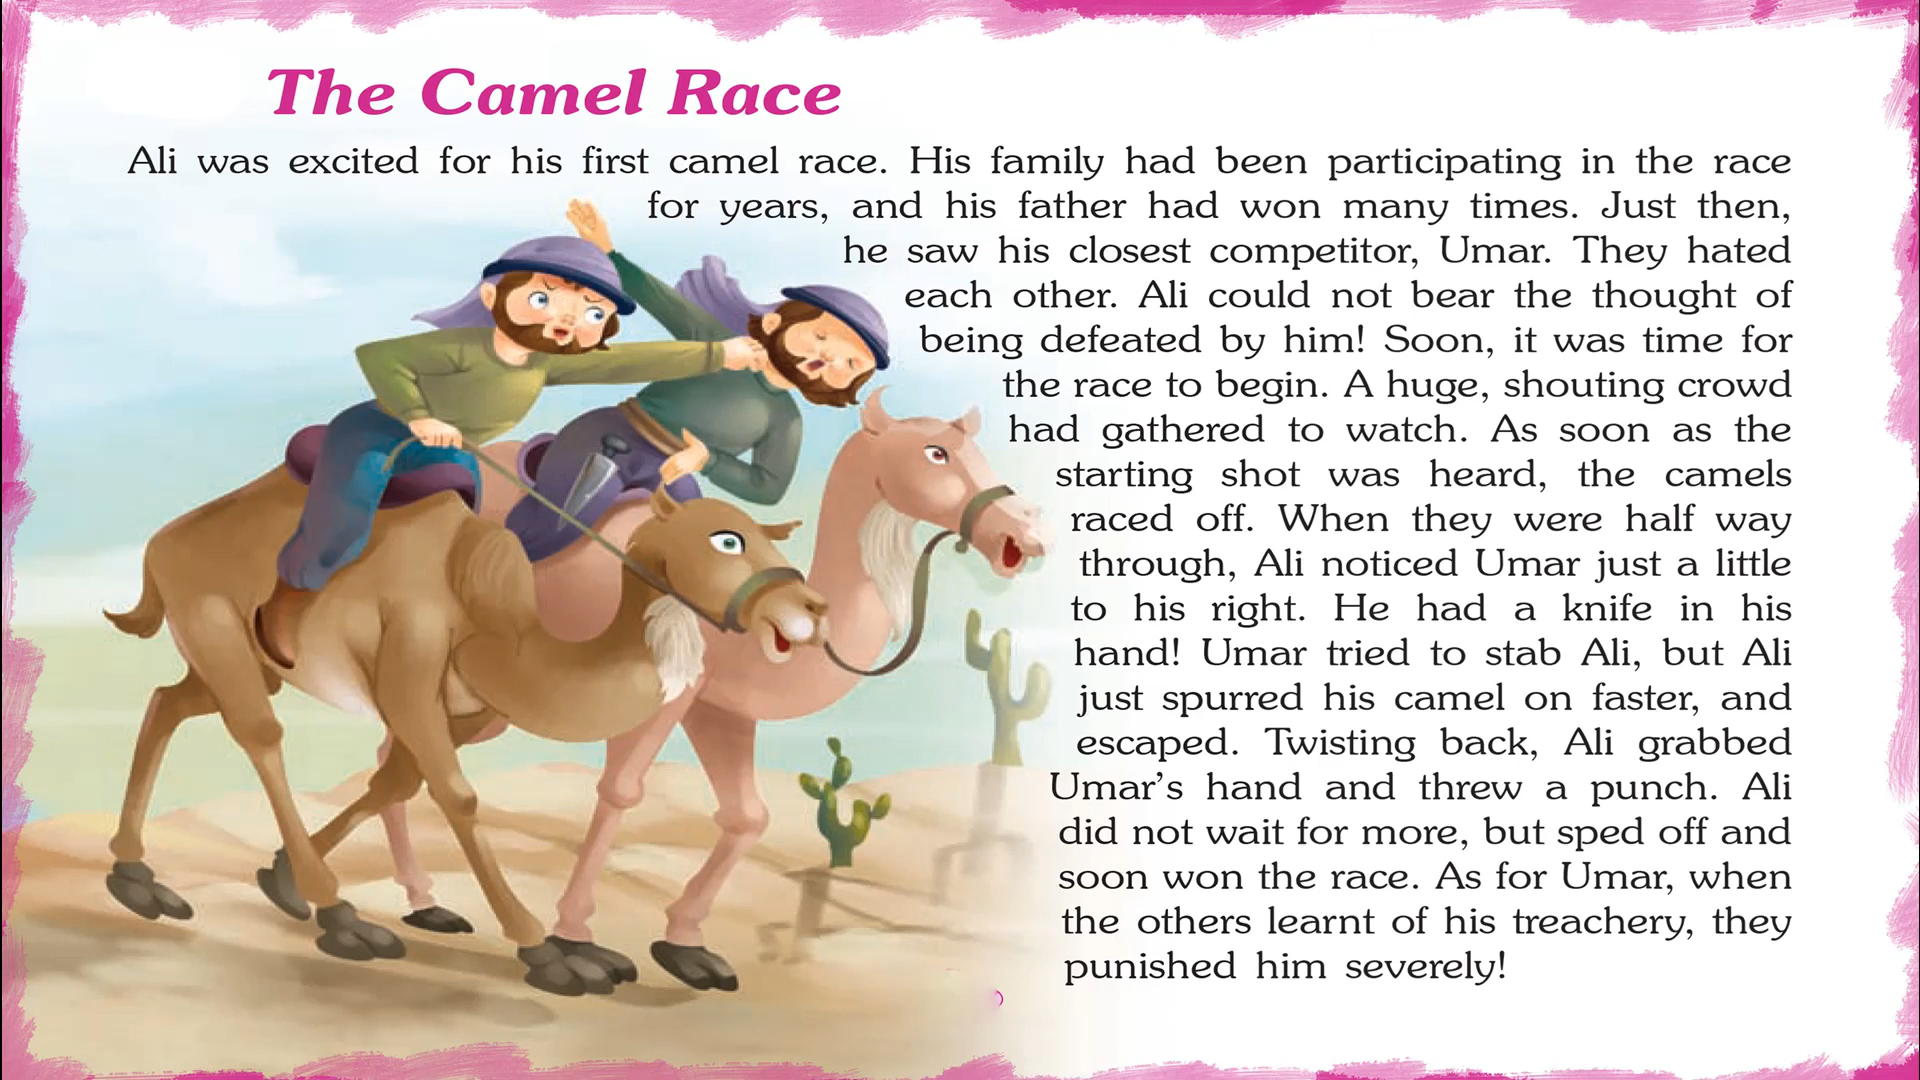 The Camel Race
Ali was excited for his first camel race. His family had been participating in the race
for years, and his father had won many times. Just then,
he saw his closest competitor, Umar. They hated
each other. Ali could not bear the thought of
being defeated by him! Soon, it was time for
the race to begin. A huge, shouting crowd
had gathered to watch. As soon as the
starting shot was heard, the camels
raced off. When they were half way
through, Ali noticed Umar just a little
to his right. He had a knife in his
hand! Umar tried to stab Ali, but Ali
just spurred his camel on faster, and
escaped. Twisting back, Ali grabbed
Umar’s hand and threw a punch. Ali
did not wait for more, but sped off and
soon won the race. As for Umar, when
the others learnt of his treachery, they
punished him severely!